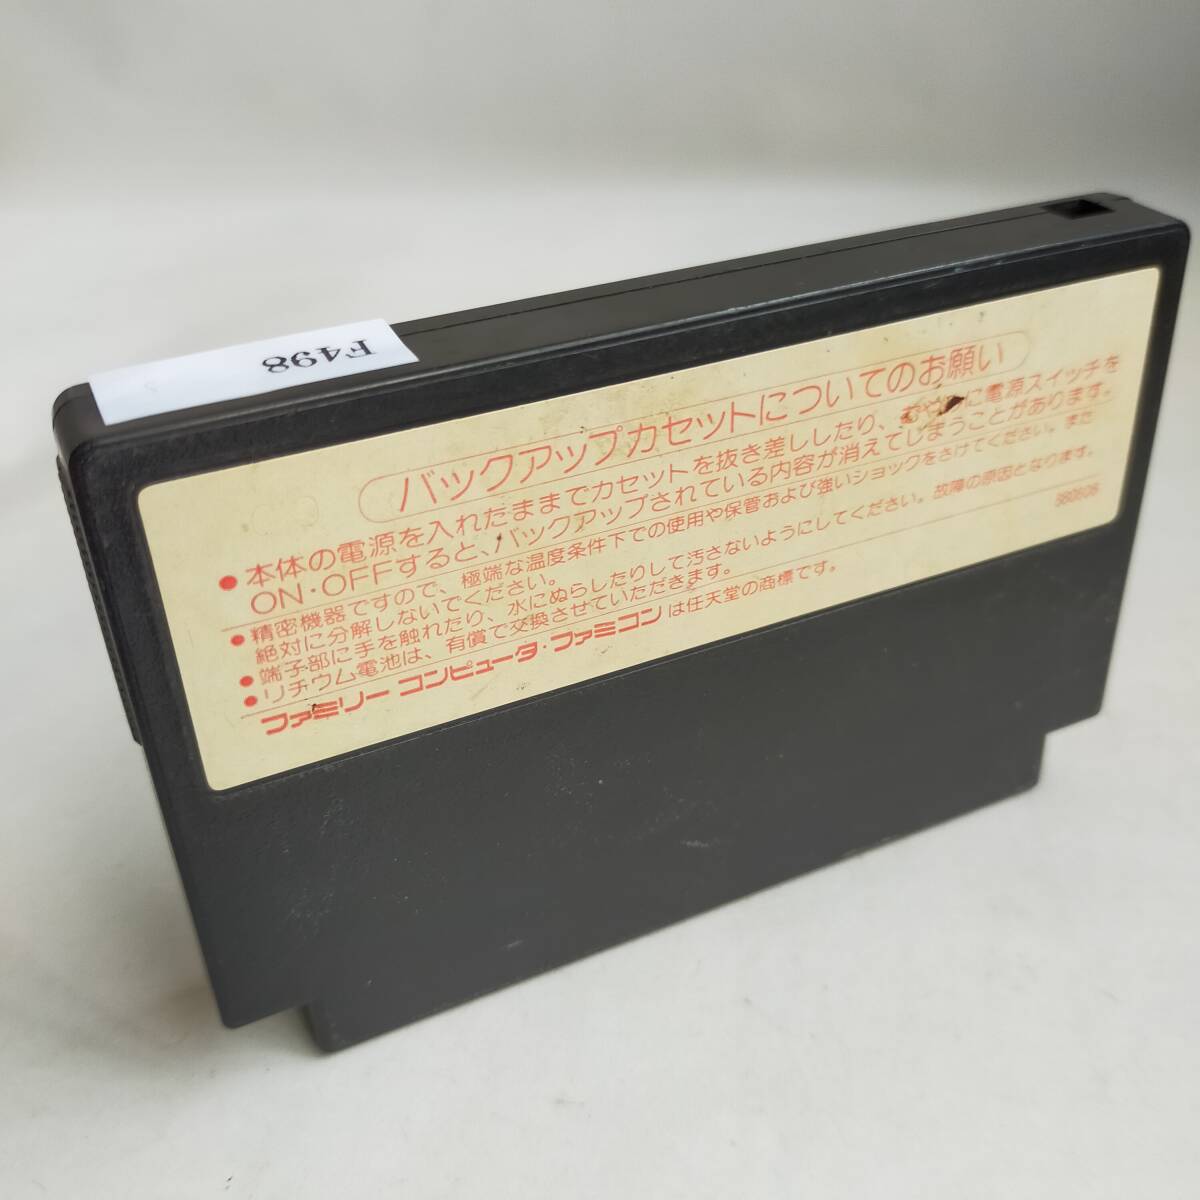 F498
バックアップカセットについてのお願い
●本体の電源を入れたままでカセットを抜き差ししたり、むやみに電源スイッチを
ON・OFFすると、バックアップされている内容が消えてしまうことがあります。
●精密機器ですので、極端な温度条件下での使用や保管および強いショックをさけてください。また
絶対に分解しないでください。
●端子部に手を触れたり、水にぬらしたりして汚さないようにしてください。故障の原因となります。
●リチウム電池は、有償で交換させていただきます。
ファミリーコンピュータ・ファミコンは任天堂の商標です。